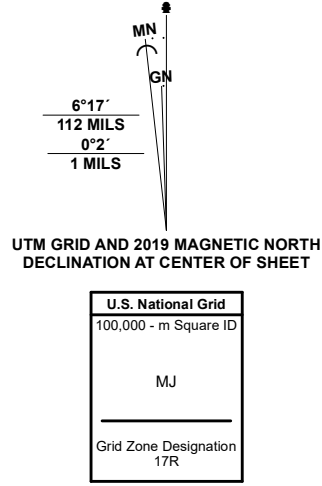 MN
GN
6°17´
112 MILS
0°2´
1 MILS
UTM GRID AND 2019 MAGNETIC NORTH
DECLINATION AT CENTER OF SHEET
U.S. National Grid
100,000 - m Square ID
MJ
Grid Zone Designation
17R